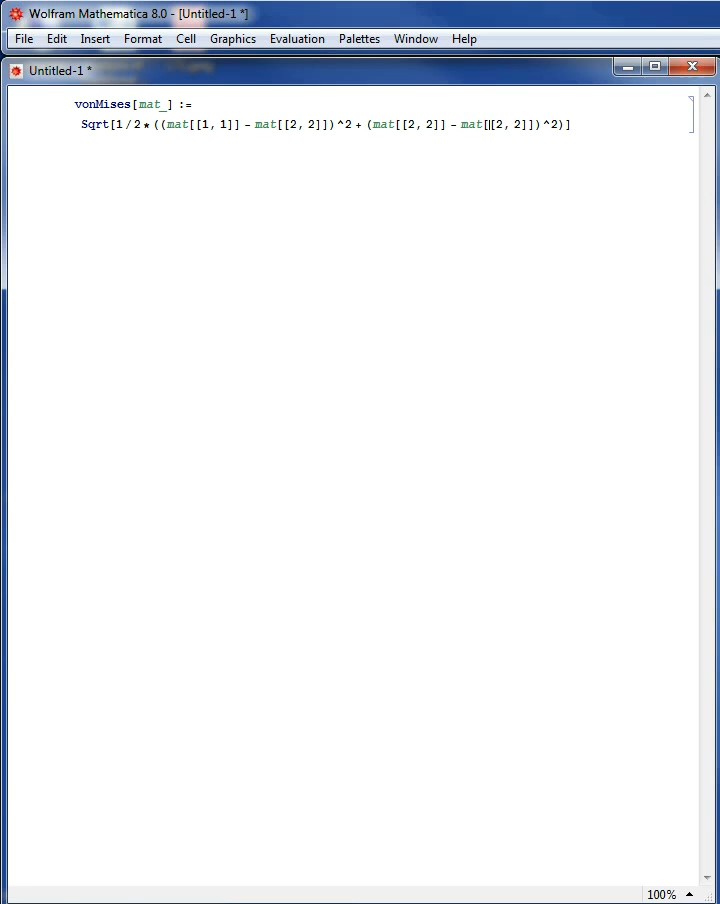 Wolfram Mathematica 8.0 - [Untitled-1 *]
File Edit Insert Format Cell Graphics Evaluation Palettes Window Help
Untitled-1 *
vonMises[mat_] :=
Sqrt[1/2*((mat[[1, 1]] - mat[[2, 2]])^2 + (mat[[2, 2]] - mat[[2, 2]])^2)]
100%